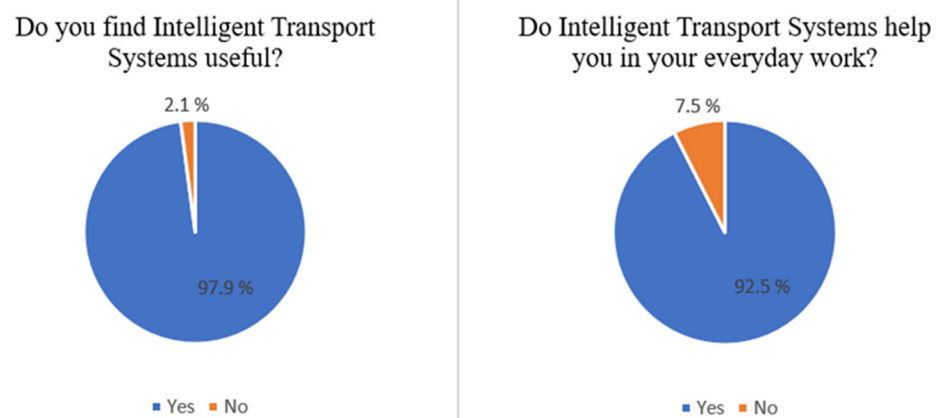 Do you find Intelligent Transport
Systems useful?
2.1 %
97.9 %
Yes No
Do Intelligent Transport Systems help
you in your everyday work?
7.5 %
92.5 %
Yes No